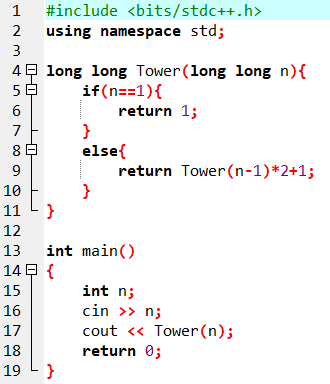 1 #include <bits/stdc++.h>
2 using namespace std;
3
4 long long Tower(long long n){
5     if(n==1){
6         return 1;
7     }
8     else{
9         return Tower(n-1)*2+1;
10     }
11 }
12
13 int main()
14 {
15     int n;
16     cin >> n;
17     cout << Tower(n);
18     return 0;
19 }